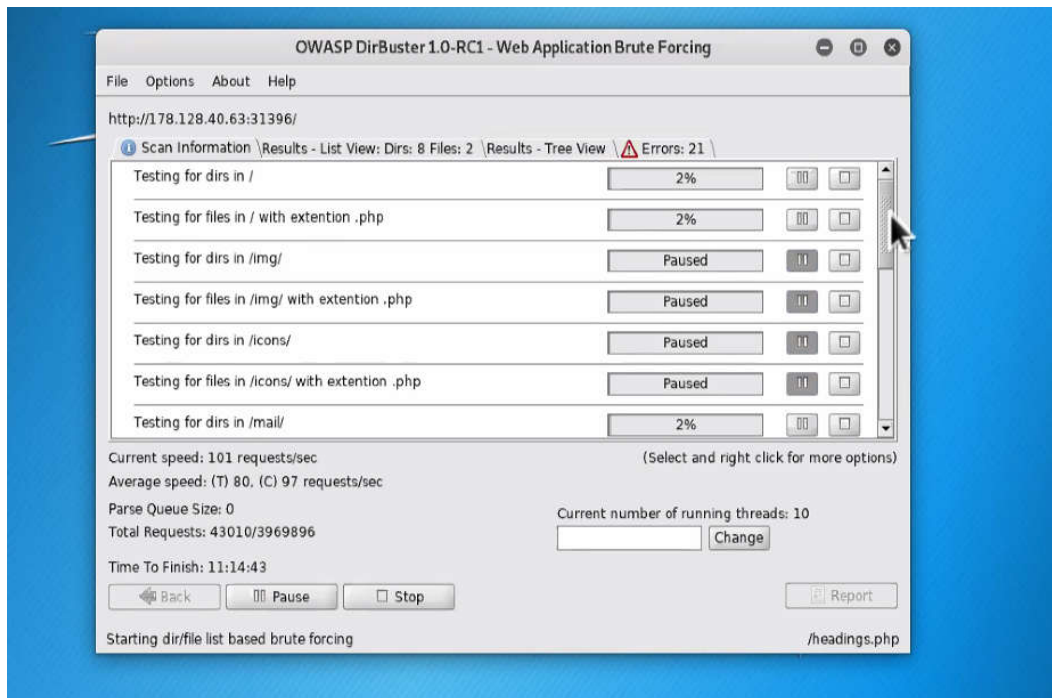 OWASP DirBuster 1.0-RC1 - Web Application Brute Forcing
File Options About Help
http://178.128.40.63:31396/
Scan Information Results - List View: Dirs: 8 Files: 2 Results - Tree View Errors: 21
Testing for dirs in / 2%
Testing for files in / with extention .php 2%
Testing for dirs in /img/ Paused
Testing for files in /img/ with extention .php Paused
Testing for dirs in /icons/ Paused
Testing for files in /icons/ with extention .php Paused
Testing for dirs in /mail/ 2%
Current speed: 101 requests/sec (Select and right click for more options)
Average speed: (T) 80, (C) 97 requests/sec
Parse Queue Size: 0
Current number of running threads: 10
Total Requests: 43010/3969896
Change
Time To Finish: 11:14:43
Back Pause Stop Report
Starting dir/file list based brute forcing /headings.php